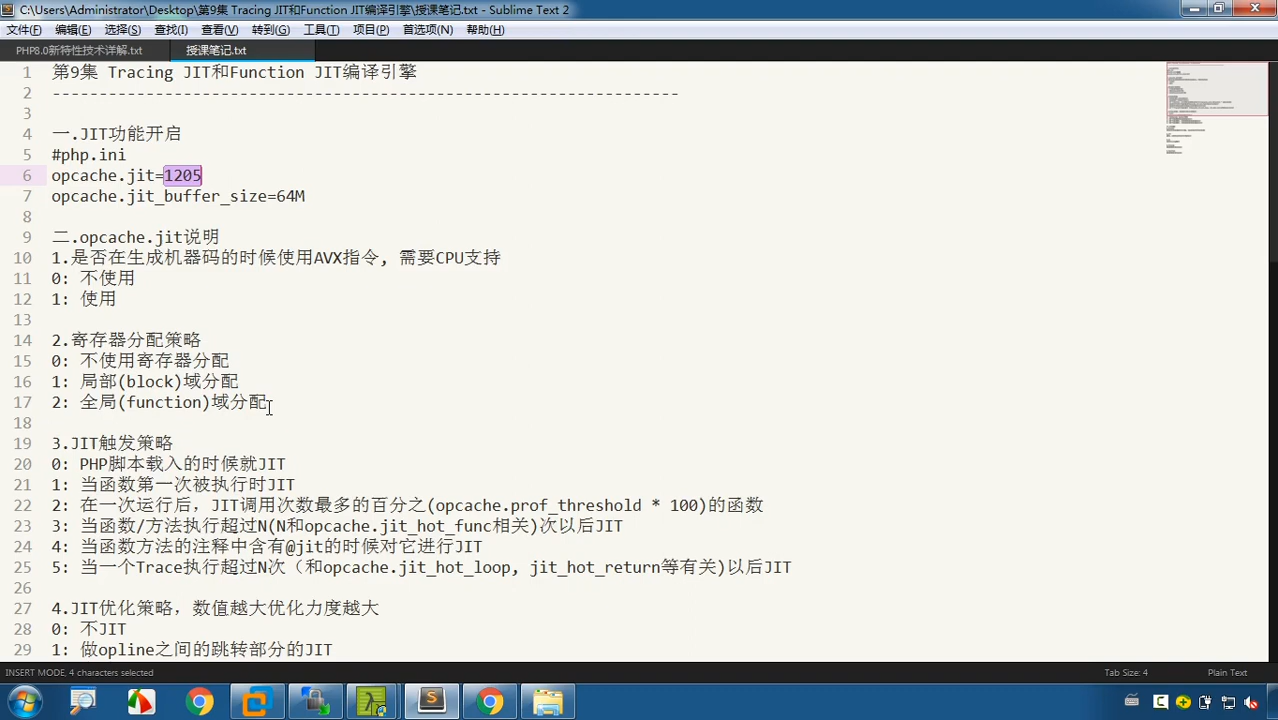 C:\Users\Administrator\Desktop\第9集 Tracing JIT和Function JIT编译引擎\授课笔记.txt - Sublime Text 2
文件(F) 编辑(E) 选择(S) 查找(I) 查看(V) 转到(G) 工具(T) 项目(P) 首选项(N) 帮助(H)
PHP8.0新特性技术详解.txt 授课笔记.txt
1 第9集 Tracing JIT和Function JIT编译引擎
2 -------------------------------------------------------------------
3
4 一.JIT功能开启
5 #php.ini
6 opcache.jit=1205
7 opcache.jit_buffer_size=64M
8
9 二.opcache.jit说明
10 1.是否在生成机器码的时候使用AVX指令, 需要CPU支持
11 0: 不使用
12 1: 使用
13
14 2.寄存器分配策略
15 0: 不使用寄存器分配
16 1: 局部(block)域分配
17 2: 全局(function)域分配
18
19 3.JIT触发策略
20 0: PHP脚本载入的时候就JIT
21 1: 当函数第一次被执行时JIT
22 2: 在一次运行后，JIT调用次数最多的百分之(opcache.prof_threshold * 100)的函数
23 3: 当函数/方法执行超过N(N和opcache.jit_hot_func相关)次以后JIT
24 4: 当函数方法的注释中含有@jit的时候对它进行JIT
25 5: 当一个Trace执行超过N次（和opcache.jit_hot_loop, jit_hot_return等有关)以后JIT
26
27 4.JIT优化策略，数值越大优化力度越大
28 0: 不JIT
29 1: 做opline之间的跳转部分的JIT
INSERT MODE, 4 characters selected Tab Size: 4 Plain Text